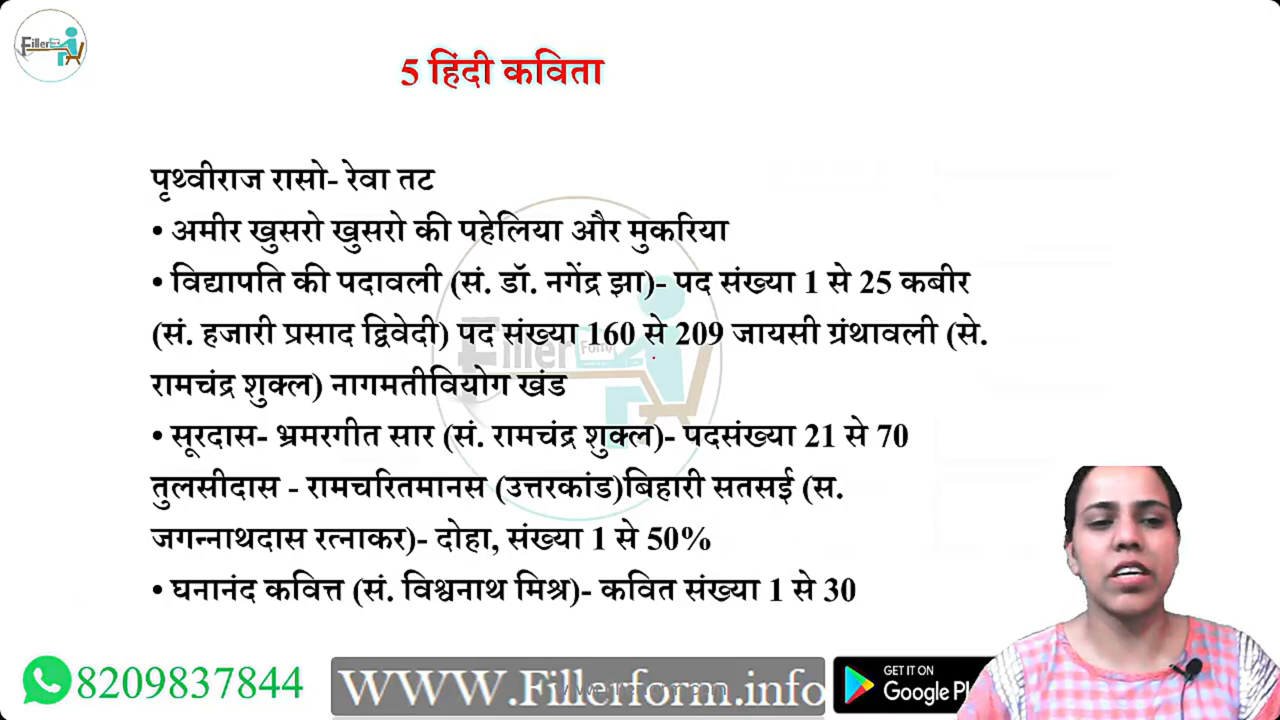 FillerForm
5 हिंदी कविता
पृथ्वीराज रासो- रेवा तट
• अमीर खुसरो खुसरो की पहेलिया और मुकरिया
• विद्यापति की पदावली (सं. डॉ. नगेंद्र झा)- पद संख्या 1 से 25 कबीर
(सं. हजारी प्रसाद द्विवेदी) पद संख्या 160 से 209 जायसी ग्रंथावली (से.
रामचंद्र शुक्ल) नागमतीवियोग खंड
• सूरदास- भ्रमरगीत सार (सं. रामचंद्र शुक्ल)- पदसंख्या 21 से 70
तुलसीदास - रामचरितमानस (उत्तरकांड)बिहारी सतसई (स.
जगन्नाथदास रत्नाकर)- दोहा, संख्या 1 से 50%
• घनानंद कवित्त (सं. विश्वनाथ मिश्र)- कवित संख्या 1 से 30
8209837844
WWW.Fillerform.info
GET IT ON
Google Pl